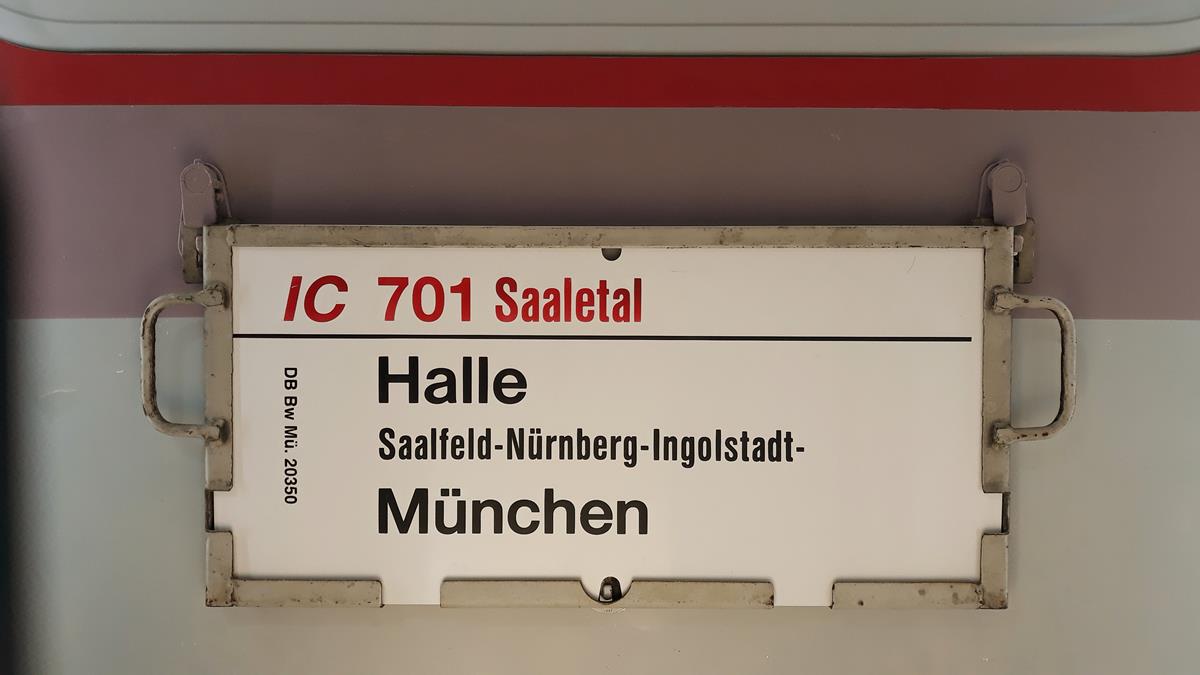 IC 701 Saaletal
Halle
Saalfeld-Nürnberg-Ingolstadt-
München
DB Bw Mü. 20350